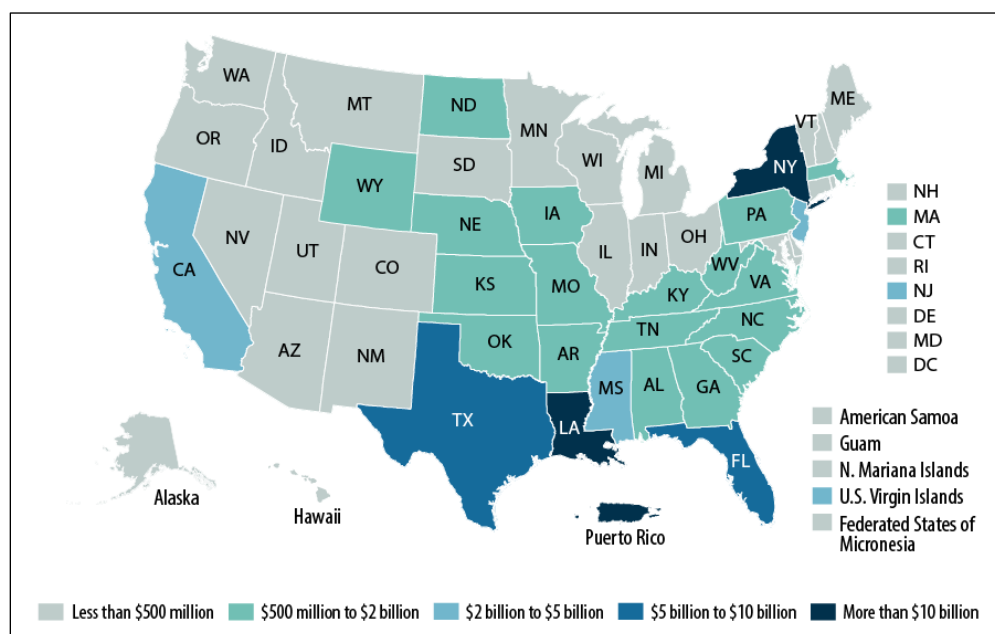 WA
MT
ND
MN
ME
VT
OR
ID
SD
WI
MI
NY
WY
NH
MA
CT
RI
NJ
DE
MD
DC
NE
IA
PA
NV
UT
CO
IL
IN
OH
CA
KS
MO
WV
VA
KY
AZ
NM
OK
AR
TN
NC
SC
MS
AL
GA
TX
LA
FL
American Samoa
Guam
N. Mariana Islands
U.S. Virgin Islands
Federated States of
Micronesia
Alaska
Hawaii
Puerto Rico
Less than $500 million
$500 million to $2 billion
$2 billion to $5 billion
$5 billion to $10 billion
More than $10 billion